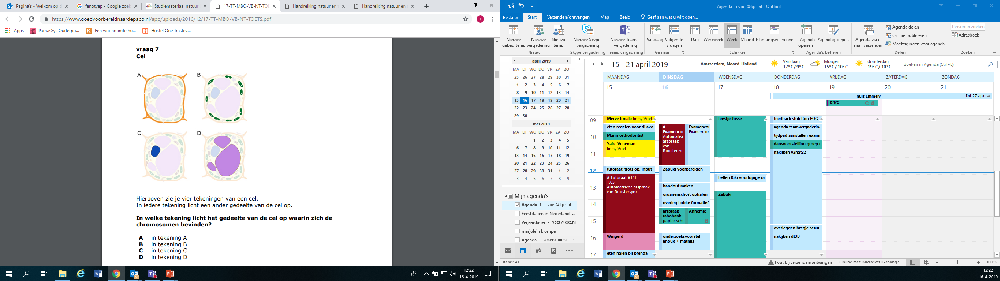 Pagina's - Welkom op d
fenotyep - Google zoek
Studiemateriaal natuur
17-TT-MBO-VB-NT-TOETS
Handreiking natuur en
Handreiking natuur en
https://www.goedvoorbereidnaardepabo.nl/app/uploads/2016/12/17-TT-MBO-VB-NT-TOETS.pdf
I
Apps
ParnasSys Ouderpo...
Een woonruimte hu...
Hostel One Trastev...
vraag 7
Cel
A
B
C
D
Hierboven zie je vier tekeningen van een cel.
In iedere tekening licht een ander gedeelte van de cel op.
In welke tekening licht het gedeelte van de cel op waarin zich de
chromosomen bevinden?
A in tekening A
B in tekening B
C in tekening C
D in tekening D
12:22
16-4-2019
Agenda - i.voet@kpz.nl - Outlook
Bestand Start Verzenden/ontvangen Map Beeld Geef aan wat u wilt doen...
Nieuwe gebeurtenis
Nieuwe vergadering
Nieuwe items
Nieuw
Nieuwe Skype-vergadering
Skype-vergadering
Nieuwe Teams-vergadering
Teams-vergadering
Vandaag
Volgende 7 dagen
Ga naar
Dag
Werkweek
Week
Maand
Planningsweergave
Schikken
Agenda openen
Agendagroepen
Agenda's beheren
Agenda via e-mail verzenden
Agenda delen
Online publiceren
Machtigingen voor agenda
Delen
Personen zoeken
Adresboek
Zoeken
april 2019
MA DI WO DO VR ZA ZO
25 26 27 28 29 30 31
1 2 3 4 5 6 7
8 9 10 11 12 13 14
15 16 17 18 19 20 21
22 23 24 25 26 27 28
29 30
mei 2019
MA DI WO DO VR ZA ZO
1 2 3 4 5
6 7 8 9 10 11 12
13 14 15 16 17 18 19
20 21 22 23 24 25 26
27 28 29 30 31 1 2
3 4 5 6 7 8 9
Mijn agenda's
Agenda 1 - i.voet@kpz.nl
Feestdagen in Nederland -...
Verjaardagen - i.voet@kpz.nl
marjolein klompe
Agenda - examencommissie
15 - 21 april 2019
Amsterdam, Noord-Holland
Vandaag
17°C/9°C
Morgen
15°C/10°C
donderdag
19°C/10°C
Zoeken in Agenda (Ctrl+E)
MAANDAG DINSDAG WOENSDAG DONDERDAG VRIJDAG ZATERDAG ZONDAG
15 16 17 18 19 20 21
huis Emmely
Tot 27 apr
prive
09
10
11
12
13
14
15
16
17
Merve Irmak; Immy Voet
eten regelen voor di avo
Marin orthodontist
Yaire Veneman
Immy Voet
tutoraat: trots op, input
# Tutoraat VT4E
1.05
Automatische afspraak
van Roostersync
Wingerd
eten halen bij brenda
#
Examencor
Automatisc
afspraak
van
Roostersyn
Examencor
Examencor
Zabuki voorbereiden
handout maken
organenschort ophalen
overleg Lobke formatief
afspraak
rabobank
papier schu
Annemie
onderzoeksvoorstel
anouk + mathijs
feestje Josse
bellen Kiki voorlopige o
Zabuki
feedback stuk Ron FOG
agenda teamvergadering
tijdpad aanstellen exami
dansvoorstelling groep 6
nakijken v2nat22
overleggen bregje cesuu
nakijken dt3B
Items: 41
Fout bij verzenden/ontvangen
Online met: Microsoft Exchange
100 %
12:22
16-4-2019